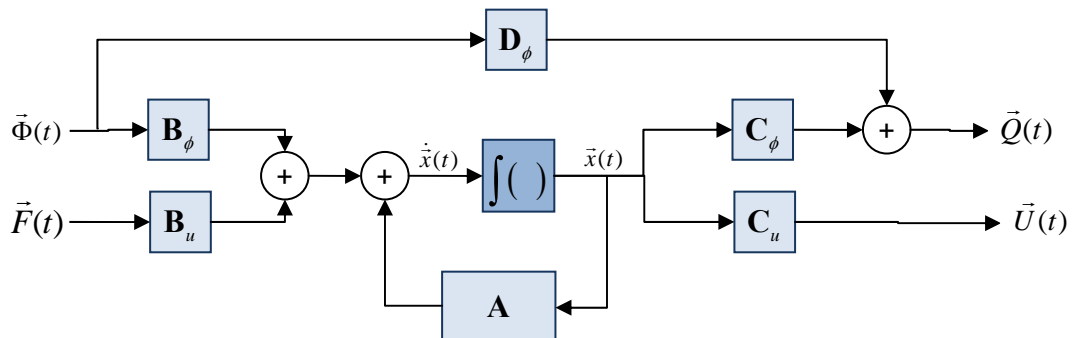 D_ϕ
Φ⃗(t) B_ϕ C_ϕ + Q⃗(t)
+ + ẋ⃗(t) ∫( ) x⃗(t)
F⃗(t) B_u C_u U⃗(t)
A